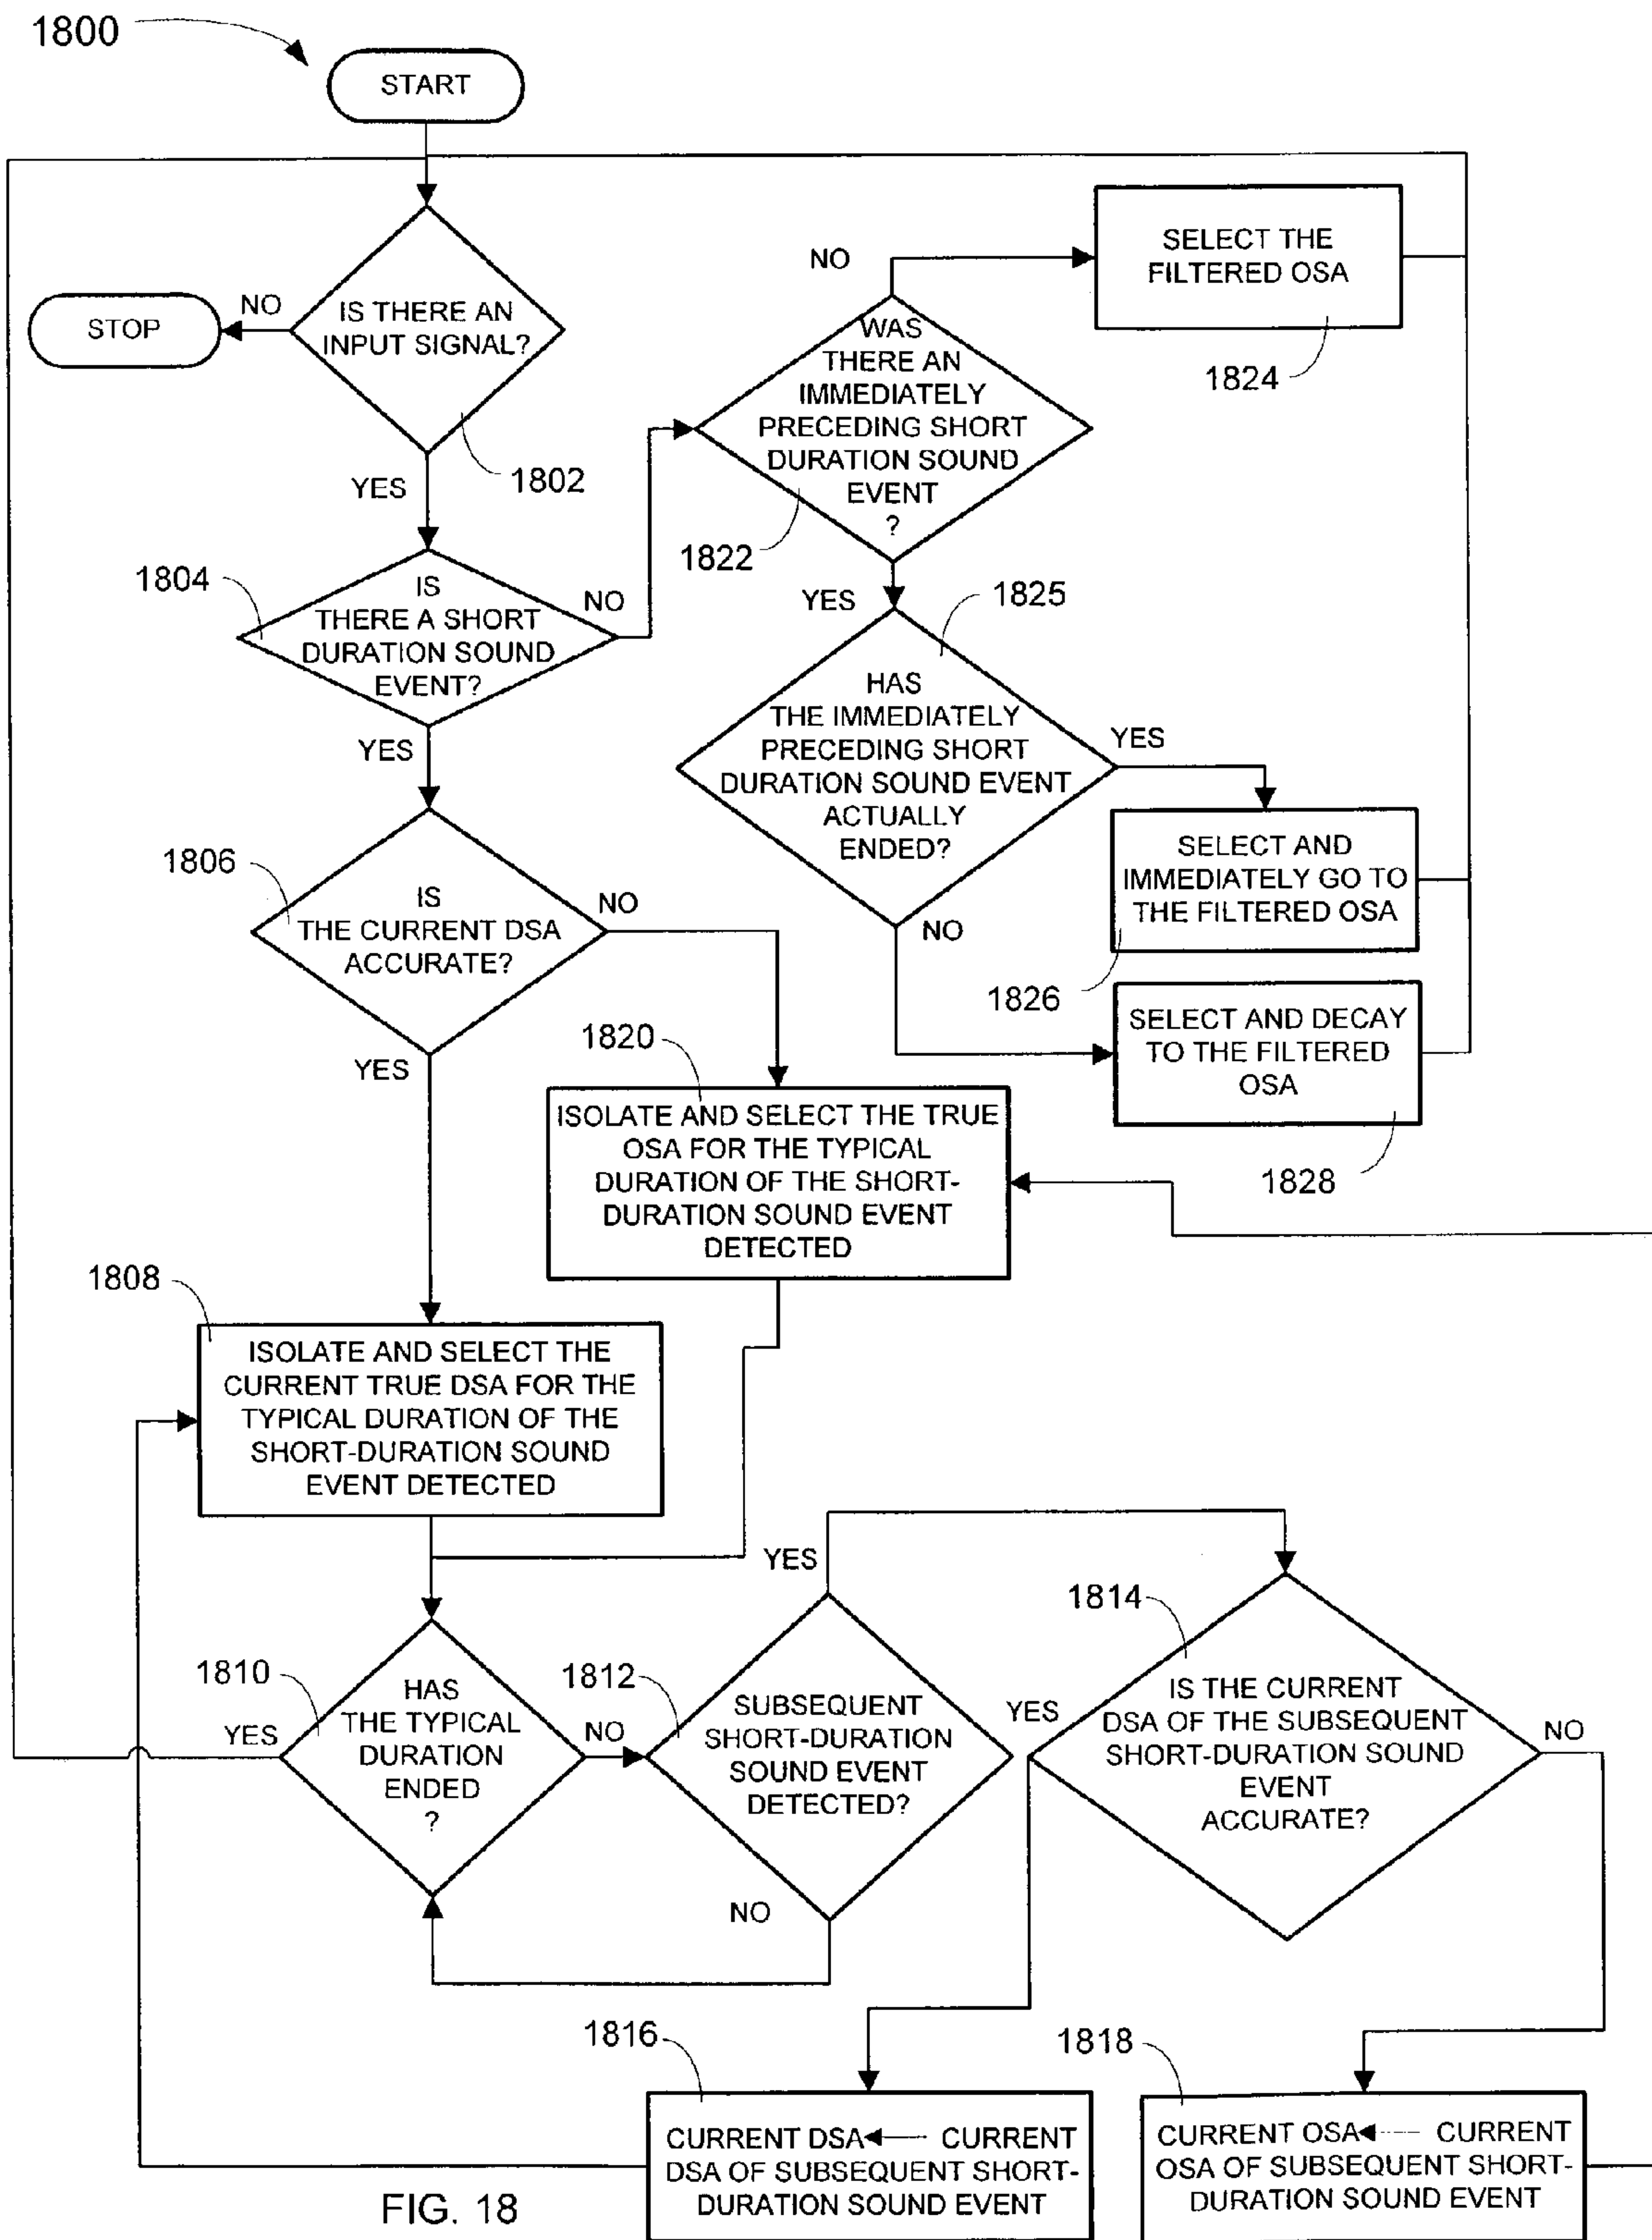 1800
START
NO
IS THERE AN
INPUT SIGNAL?
STOP
1802
YES
1804
IS
THERE A SHORT
DURATION SOUND
EVENT?
NO
YES
NO
WAS
THERE AN
IMMEDIATELY
PRECEDING SHORT
DURATION SOUND
EVENT
?
1822
SELECT THE
FILTERED OSA
1824
YES
1825
HAS
THE IMMEDIATELY
PRECEDING SHORT
DURATION SOUND EVENT
ACTUALLY
ENDED?
YES
SELECT AND
IMMEDIATELY GO TO
THE FILTERED OSA
1826
NO
SELECT AND DECAY
TO THE FILTERED
OSA
1828
1806
IS
THE CURRENT DSA
ACCURATE?
NO
YES
1820
ISOLATE AND SELECT THE TRUE
OSA FOR THE TYPICAL
DURATION OF THE SHORT-
DURATION SOUND EVENT
DETECTED
1808
ISOLATE AND SELECT THE
CURRENT TRUE DSA FOR THE
TYPICAL DURATION OF THE
SHORT-DURATION SOUND
EVENT DETECTED
1810
HAS
THE TYPICAL
DURATION
ENDED
?
YES
NO
1812
SUBSEQUENT
SHORT-DURATION
SOUND EVENT
DETECTED?
YES
NO
1814
IS THE CURRENT
DSA OF THE SUBSEQUENT
SHORT-DURATION SOUND
EVENT
ACCURATE?
YES
NO
1816
CURRENT DSA◄── CURRENT
DSA OF SUBSEQUENT SHORT-
DURATION SOUND EVENT
1818
CURRENT OSA◄── CURRENT
OSA OF SUBSEQUENT SHORT-
DURATION SOUND EVENT
FIG. 18